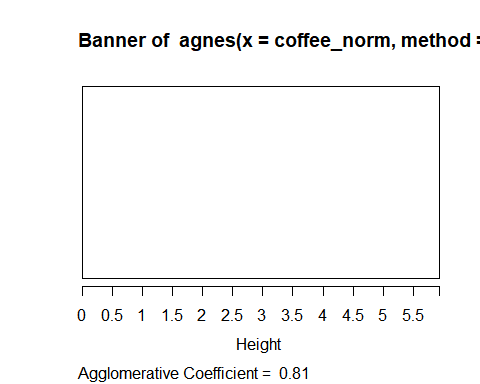 Banner of  agnes(x = coffee_norm, method =
0 0.5 1 1.5 2 2.5 3 3.5 4 4.5 5 5.5
Height
Agglomerative Coefficient =  0.81